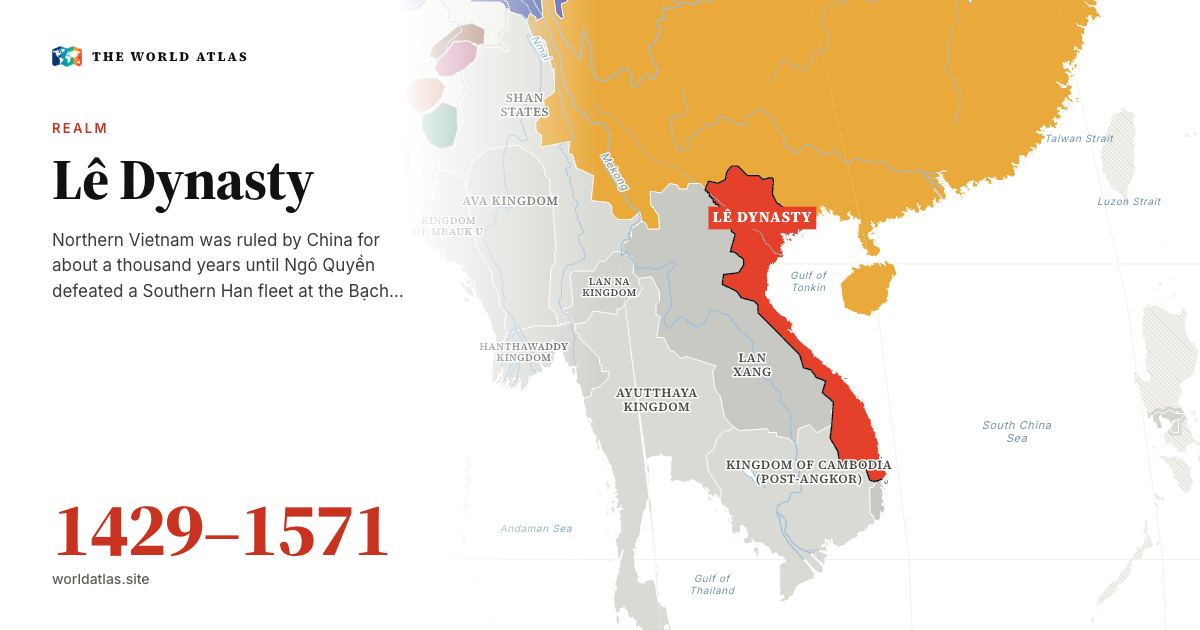 THE WORLD ATLAS
REALM
Lê Dynasty
Northern Vietnam was ruled by China for
about a thousand years until Ngô Quyền
defeated a Southern Han fleet at the Bạch…
1429–1571
worldatlas.site
Nmai
SHAN
STATES
Mekong
Taiwan Strait
Luzon Strait
AVA KINGDOM
KINGDOM
OF MRAUK U
LÊ DYNASTY
Gulf of
Tonkin
LAN NA
KINGDOM
HANTHAWADDY
KINGDOM
LAN
XANG
AYUTTHAYA
KINGDOM
South China
Sea
KINGDOM OF CAMBODIA
(POST-ANGKOR)
Andaman Sea
Gulf of
Thailand